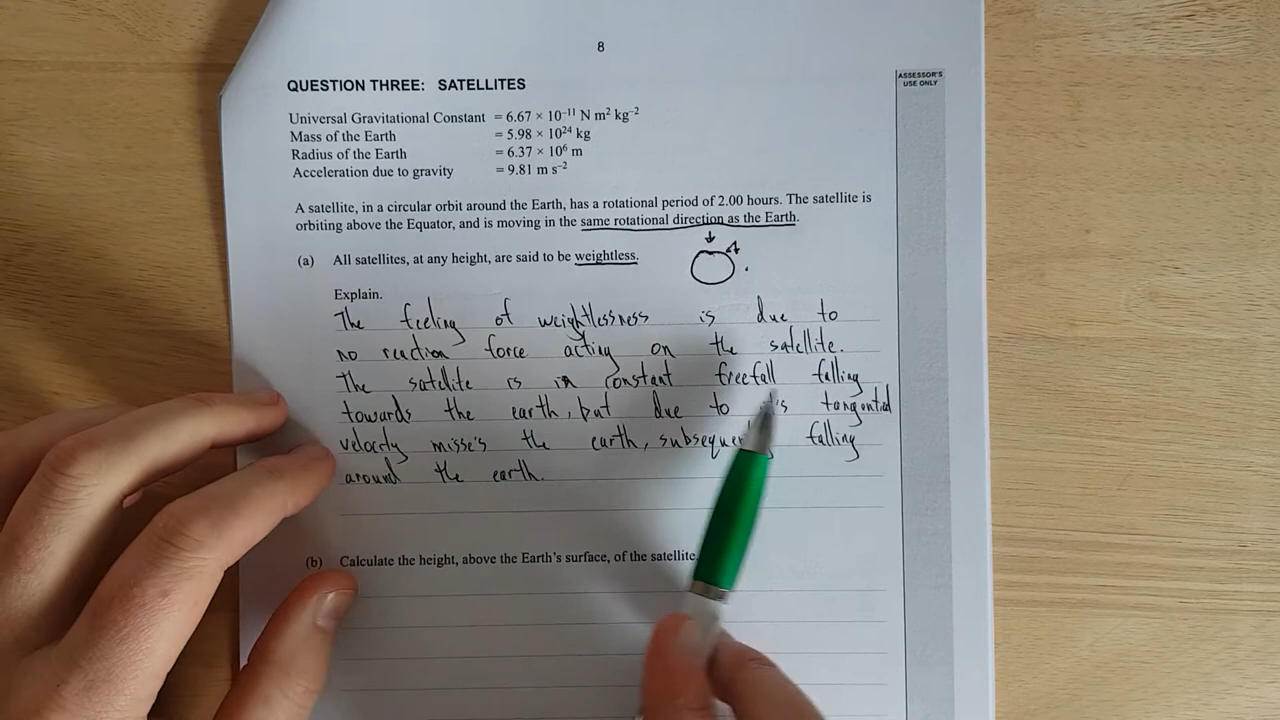 8
QUESTION THREE: SATELLITES
ASSESSOR'S
USE ONLY
Universal Gravitational Constant = 6.67 × 10⁻¹¹ N m² kg⁻²
Mass of the Earth = 5.98 × 10²⁴ kg
Radius of the Earth = 6.37 × 10⁶ m
Acceleration due to gravity = 9.81 m s⁻²
A satellite, in a circular orbit around the Earth, has a rotational period of 2.00 hours. The satellite is
orbiting above the Equator, and is moving in the same rotational direction as the Earth.
(a) All satellites, at any height, are said to be weightless.
Explain.
The feeling of weightlessness is due to
no reaction force acting on the satellite.
The satellite is in constant freefall falling
towards the earth, but due to tangential
velocity misse's the earth, falling
around the earth.
(b) Calculate the height, above the Earth's surface, of the satellite.